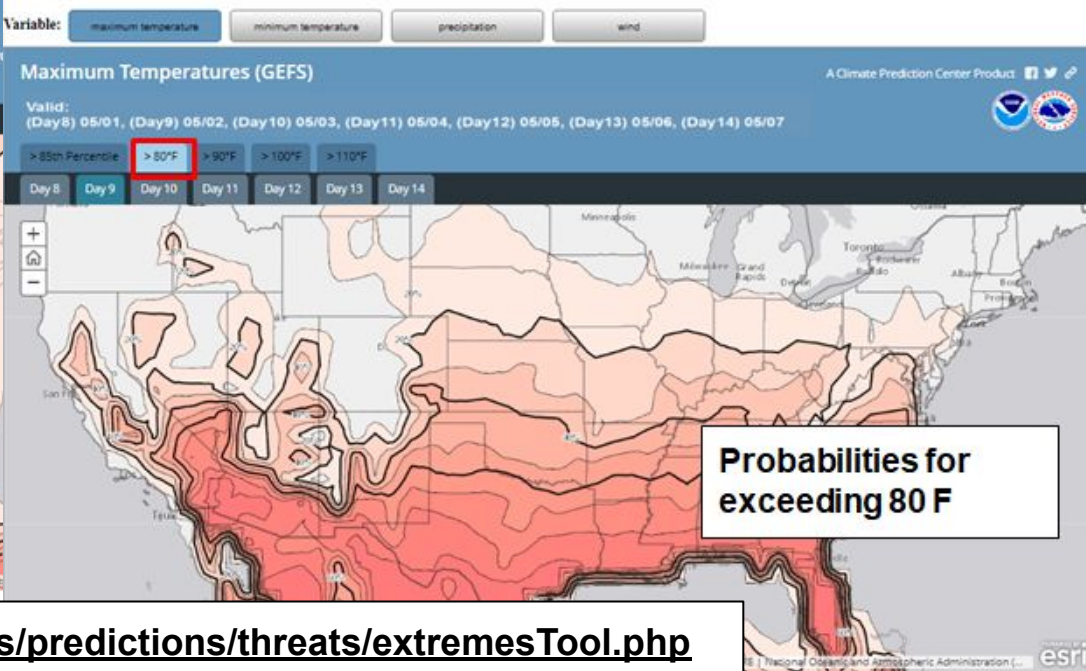 Variable:
maximum temperature minimum temperature precipitation wind
Maximum Temperatures (GEFS)
A Climate Prediction Center Product
Valid:
(Day8) 05/01, (Day9) 05/02, (Day10) 05/03, (Day11) 05/04, (Day12) 05/05, (Day13) 05/06, (Day14) 05/07
> 85th Percentile > 80°F > 90°F > 100°F > 110°F
Day 8 Day 9 Day 10 Day 11 Day 12 Day 13 Day 14
+
−
Minneapolis
Toronto
Rochester
Milwaukee Grand
Rapids
Buffalo
Albany
Boston
San Fr
Probabilities for
exceeding 80 F
s/predictions/threats/extremesTool.php
National Oceanic and Atmospheric Administration (...
esri